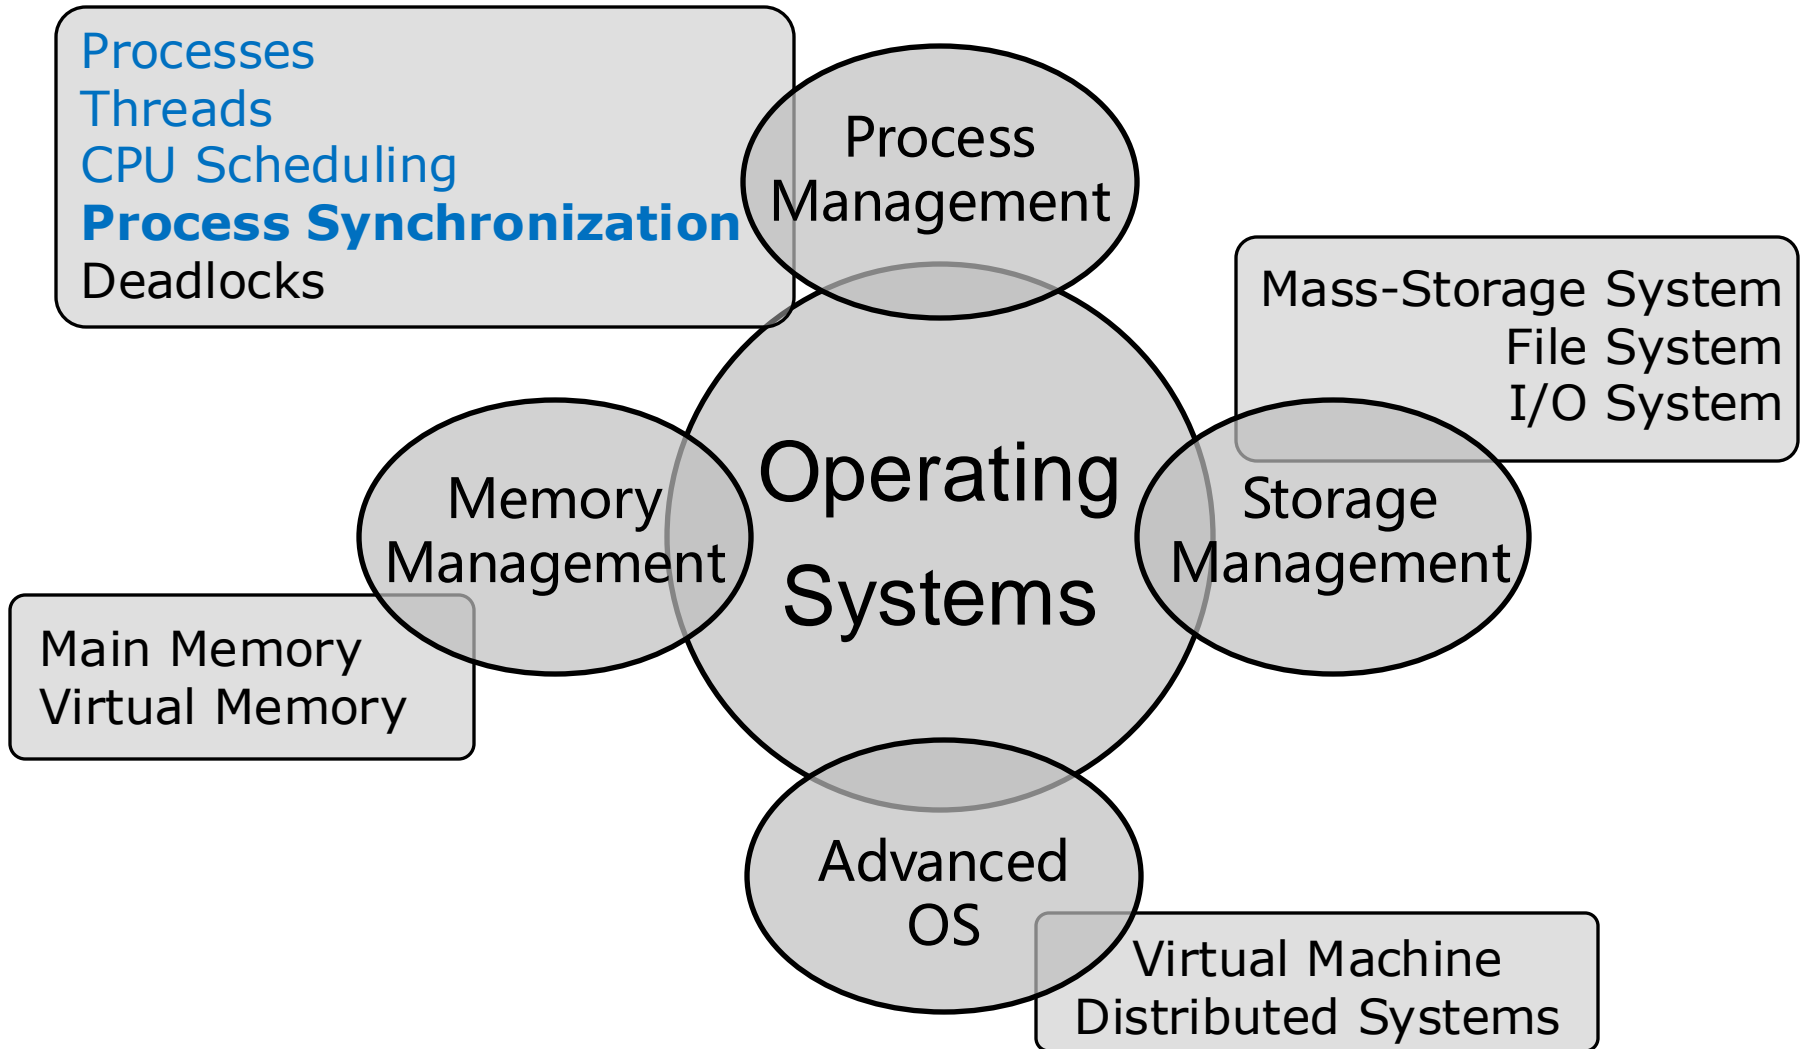 Processes
Threads
CPU Scheduling
Process Synchronization
Deadlocks
Process
Management
Mass-Storage System
File System
I/O System
Operating
Systems
Memory
Management
Storage
Management
Main Memory
Virtual Memory
Advanced
OS
Virtual Machine
Distributed Systems